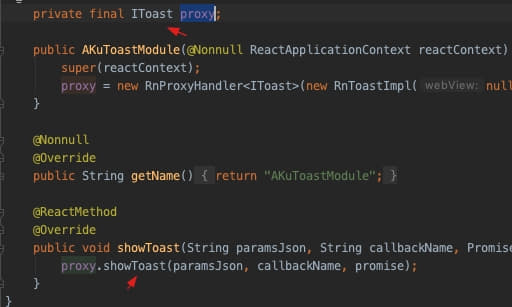 private final IToast proxy;
public AKuToastModule(@Nonnull ReactApplicationContext reactContext)
super(reactContext);
proxy = new RnProxyHandler<IToast>(new RnToastImpl( webView: null
}
@Nonnull
@Override
public String getName() { return "AKuToastModule"; }
@ReactMethod
@Override
public void showToast(String paramsJson, String callbackName, Promise
proxy.showToast(paramsJson, callbackName, promise);
}
}